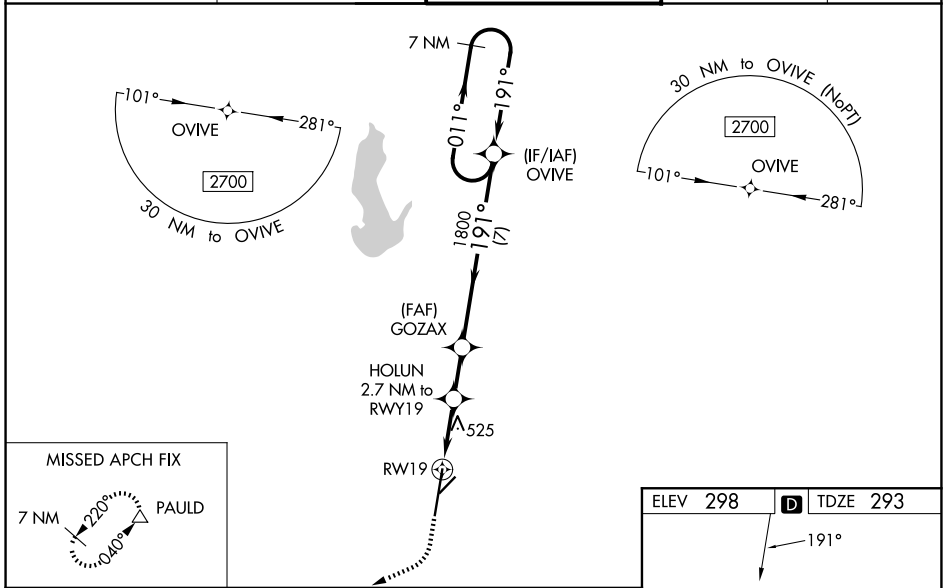 7 NM
191°
011°
(IF/IAF)
OVIVE
101°
281°
OVIVE
2700
30 NM to OVIVE
30 NM to OVIVE (NoPT)
2700
101°
OVIVE
281°
1800
191°
(7)
(FAF)
GOZAX
HOLUN
2.7 NM to
RWY19
525
RW19
MISSED APCH FIX
7 NM
220°
040°
PAULD
ELEV 298 D TDZE 293
191°